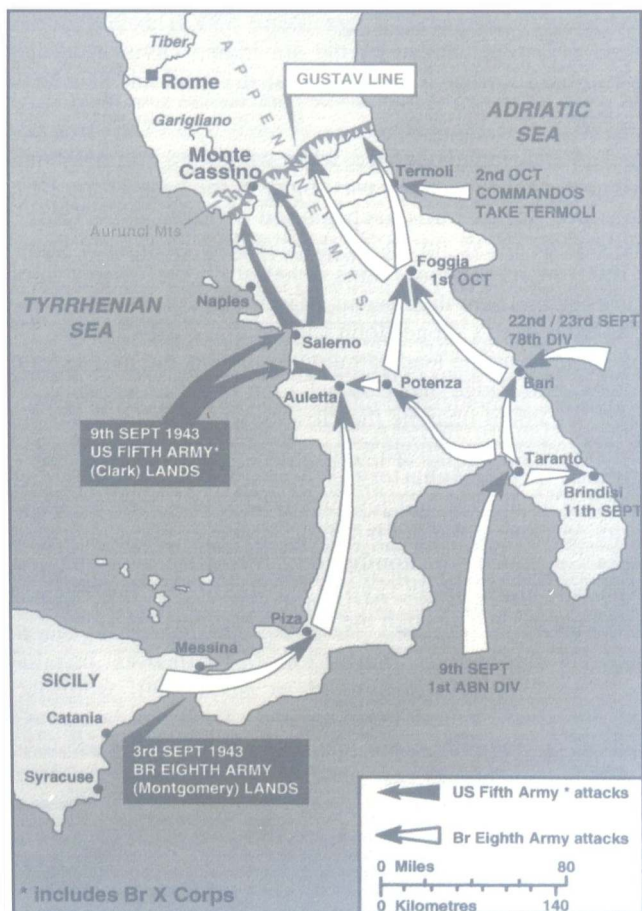 Tiber
Rome
APPENNINE MTS.
GUSTAV LINE
ADRIATIC
SEA
Garigliano
Monte
Cassino
Termoli
2nd OCT
COMMANDOS
TAKE TERMOLI
Aurunci Mts
Foggia
1st OCT
Naples
TYRRHENIAN
SEA
22nd / 23rd SEPT
78th DIV
Salerno
Bari
Auletta
Potenza
9th SEPT 1943
US FIFTH ARMY*
(Clark) LANDS
Taranto
Brindisi
11th SEPT
Piza
Messina
9th SEPT
1st ABN DIV
SICILY
Catania
3rd SEPT 1943
BR EIGHTH ARMY
(Montgomery) LANDS
Syracuse
US Fifth Army * attacks
Br Eighth Army attacks
0 Miles 80
0 Kilometres 140
* includes Br X Corps